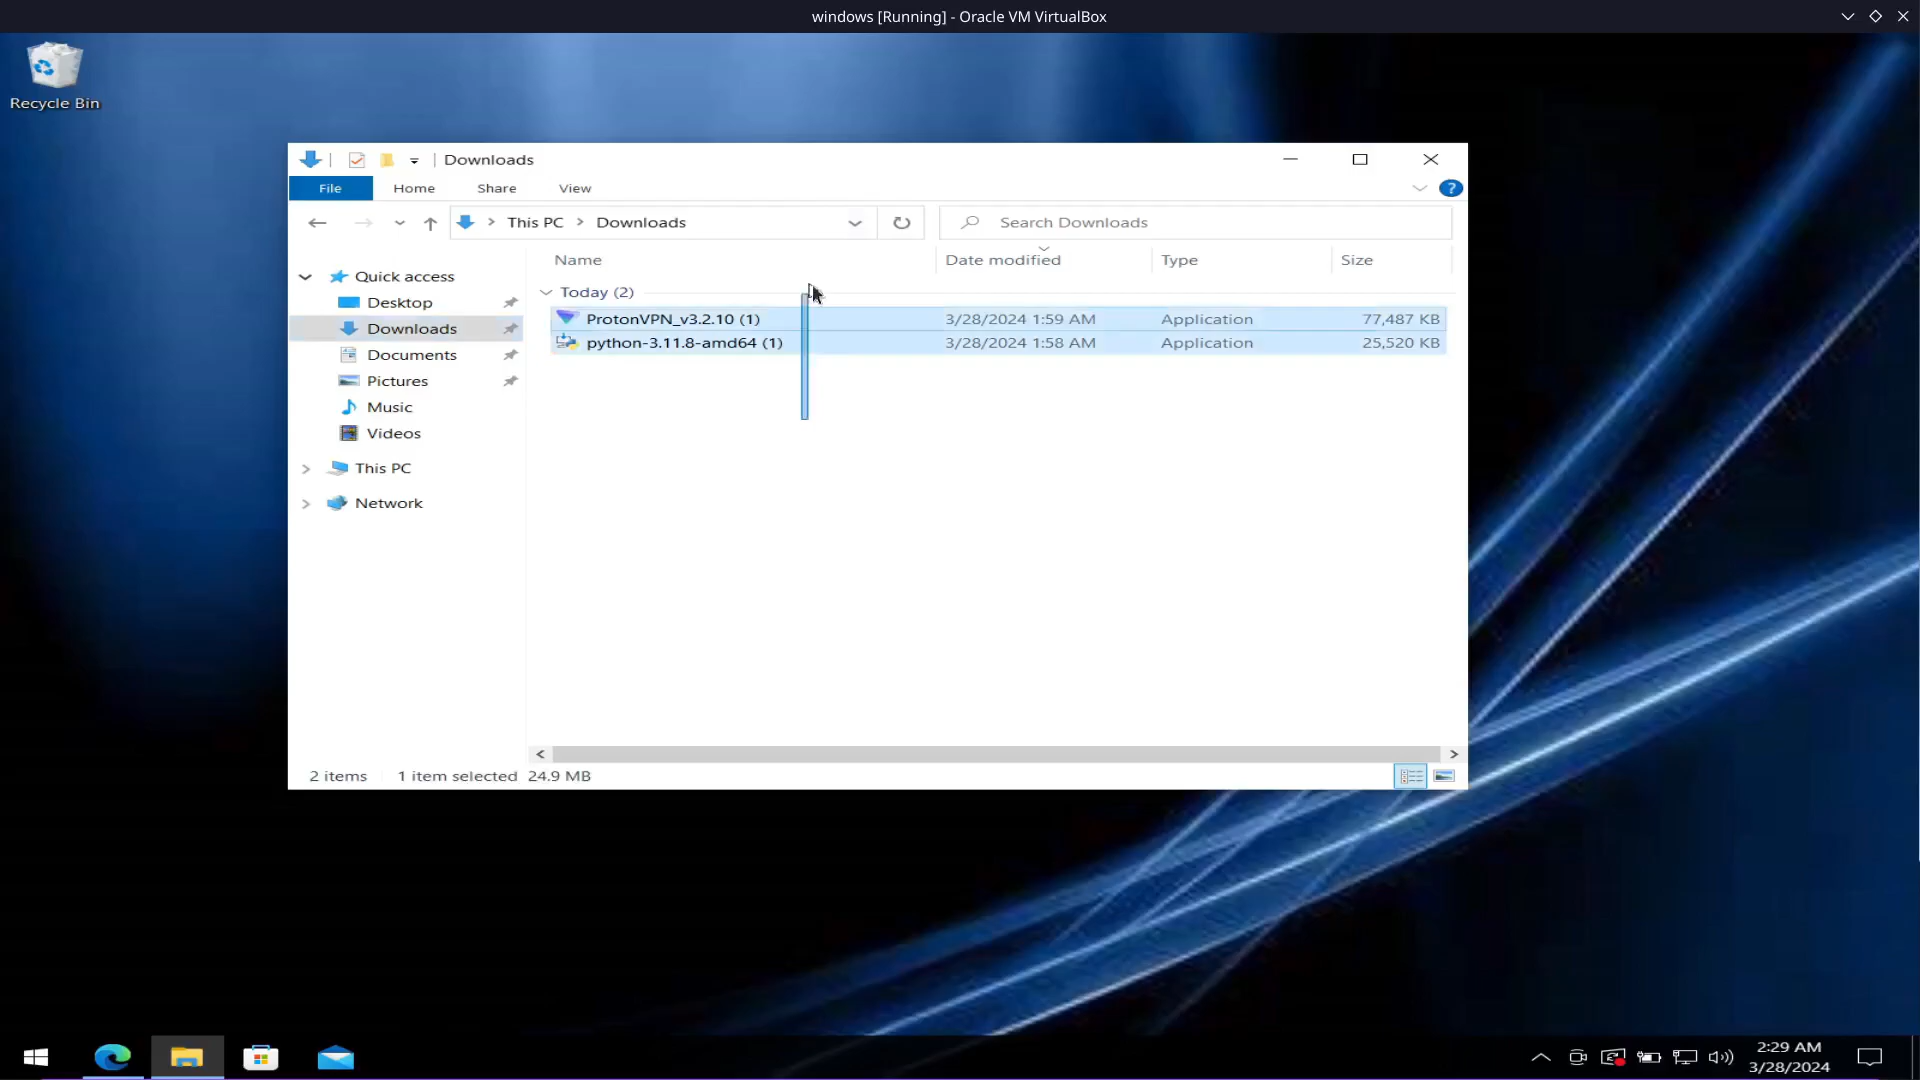 windows [Running] - Oracle VM VirtualBox
Recycle Bin
Downloads
File Home Share View
?
This PC > Downloads
Search Downloads
Name Date modified Type Size
Quick access
Today (2)
Desktop
ProtonVPN_v3.2.10 (1) 3/28/2024 1:59 AM Application 77,487 KB
Downloads
python-3.11.8-amd64 (1) 3/28/2024 1:58 AM Application 25,520 KB
Documents
Pictures
Music
Videos
This PC
Network
2 items 1 item selected 24.9 MB
2:29 AM
3/28/2024